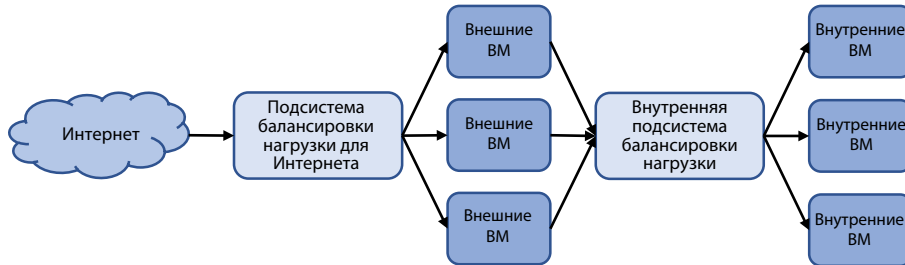 Интернет
Подсистема
балансировки
нагрузки для
Интернета
Внешние
ВМ
Внешние
ВМ
Внешние
ВМ
Внутренняя
подсистема
балансировки
нагрузки
Внутренние
ВМ
Внутренние
ВМ
Внутренние
ВМ